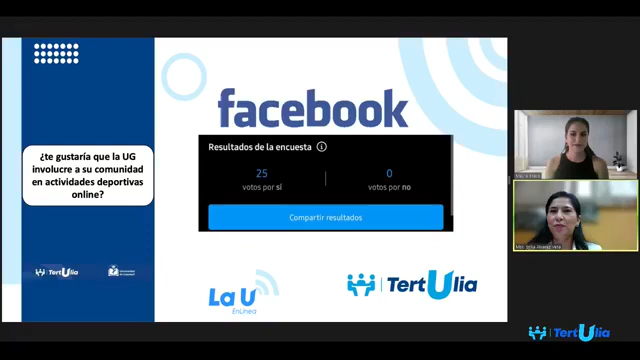 facebook
¿te gustaría que la UG
involucre a su comunidad
en actividades deportivas
online?
Resultados de la encuesta
25
votos por sí
0
votos por no
Compartir resultados
TertUlia
La U
EnLínea
TertUlia
TertUlia